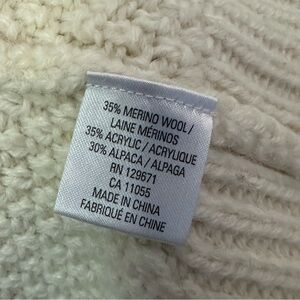 35% MERINO WOOL/
LAINE MÉRINOS
35% ACRYLIC / ACRYLIQUE
30% ALPACA / ALPAGA
RN 129671
CA 11055
MADE IN CHINA
FABRIQUÉ EN CHINE